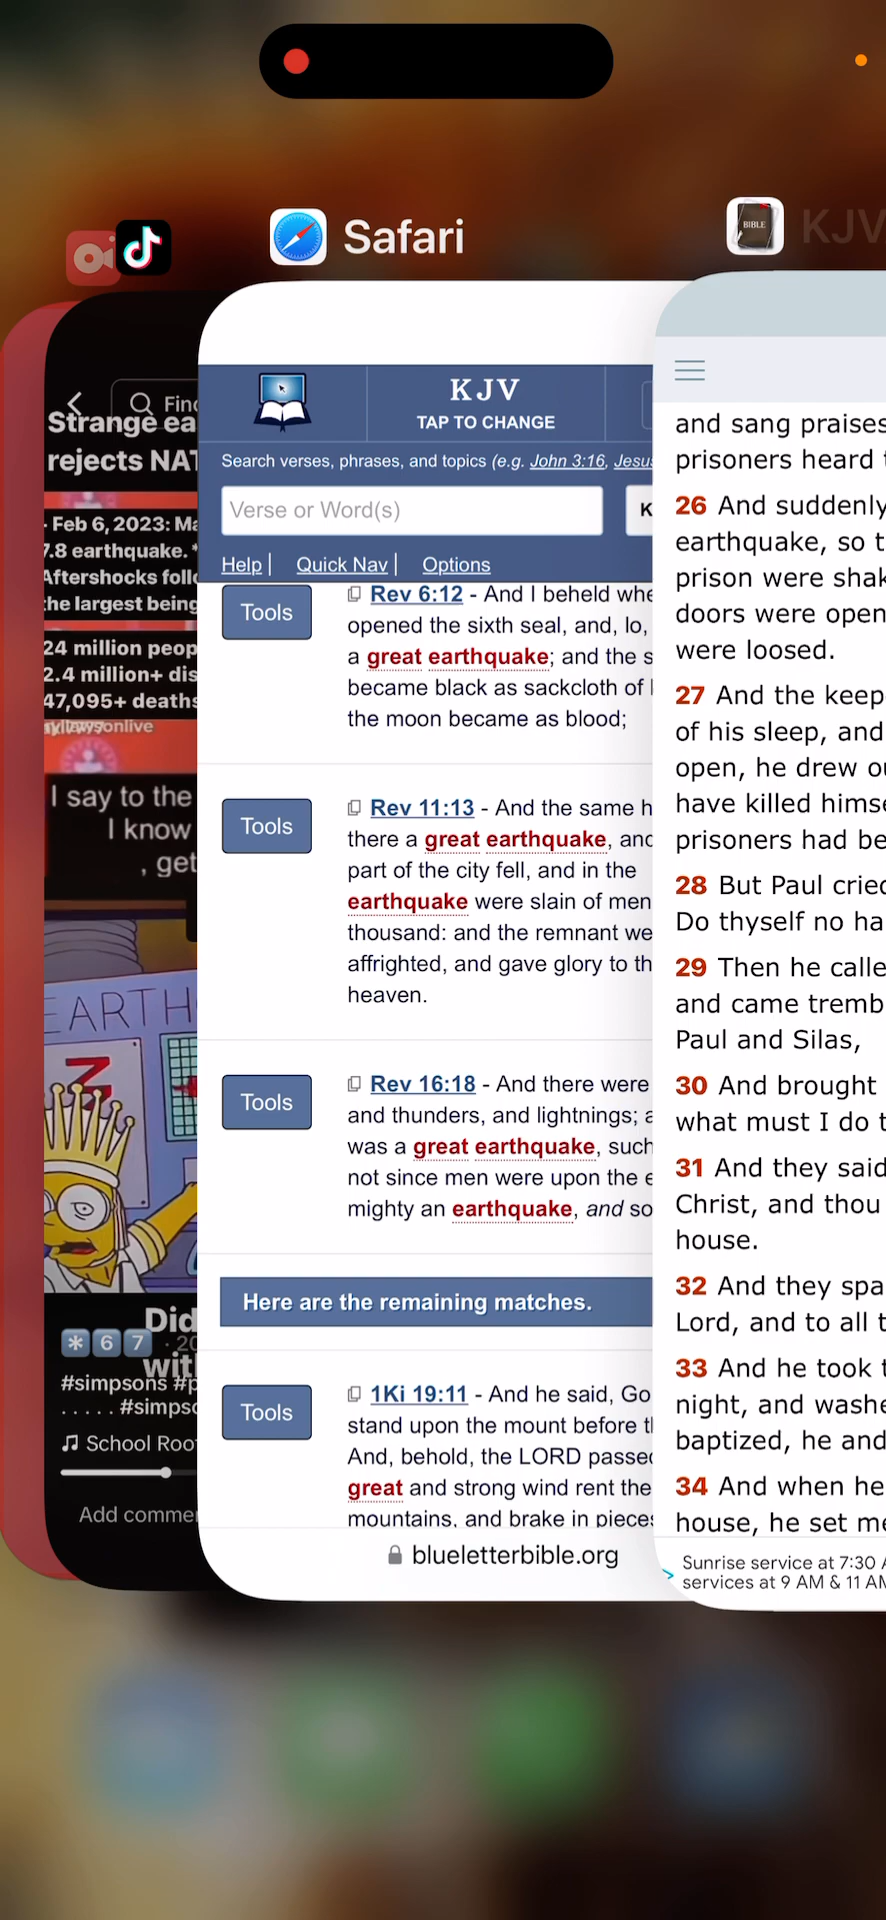 Safari
KJV
Find
Strange ea
rejects NAT
Feb 6, 2023: Ma
7.8 earthquake. *
Aftershocks foll
the largest being
24 million peop
2.4 million+ dis
47,095+ deaths
I say to the
I know
, get
EARTH
Did
* 6 7 · 20
with
#simpsons #p
. . . . . #simpso
School Roo
Add comme
KJV
TAP TO CHANGE
Search verses, phrases, and topics (e.g. John 3:16, Jesus
Verse or Word(s)
K
Help | Quick Nav | Options
Tools
Rev 6:12 - And I beheld whe
opened the sixth seal, and, lo,
a great earthquake; and the s
became black as sackcloth of
the moon became as blood;
Tools
Rev 11:13 - And the same h
there a great earthquake, and
part of the city fell, and in the
earthquake were slain of men
thousand: and the remnant we
affrighted, and gave glory to th
heaven.
Tools
Rev 16:18 - And there were
and thunders, and lightnings; a
was a great earthquake, such
not since men were upon the e
mighty an earthquake, and so
Here are the remaining matches.
Tools
1Ki 19:11 - And he said, Go
stand upon the mount before th
And, behold, the LORD passed
great and strong wind rent the
mountains, and brake in pieces
blueletterbible.org
BIBLE
and sang praises
prisoners heard t
26 And suddenly
earthquake, so t
prison were shak
doors were open
were loosed.
27 And the keep
of his sleep, and
open, he drew ou
have killed himse
prisoners had be
28 But Paul cried
Do thyself no ha
29 Then he calle
and came tremb
Paul and Silas,
30 And brought
what must I do t
31 And they said
Christ, and thou
house.
32 And they spa
Lord, and to all t
33 And he took t
night, and washe
baptized, he and
34 And when he
house, he set me
Sunrise service at 7:30 A
services at 9 AM & 11 AM